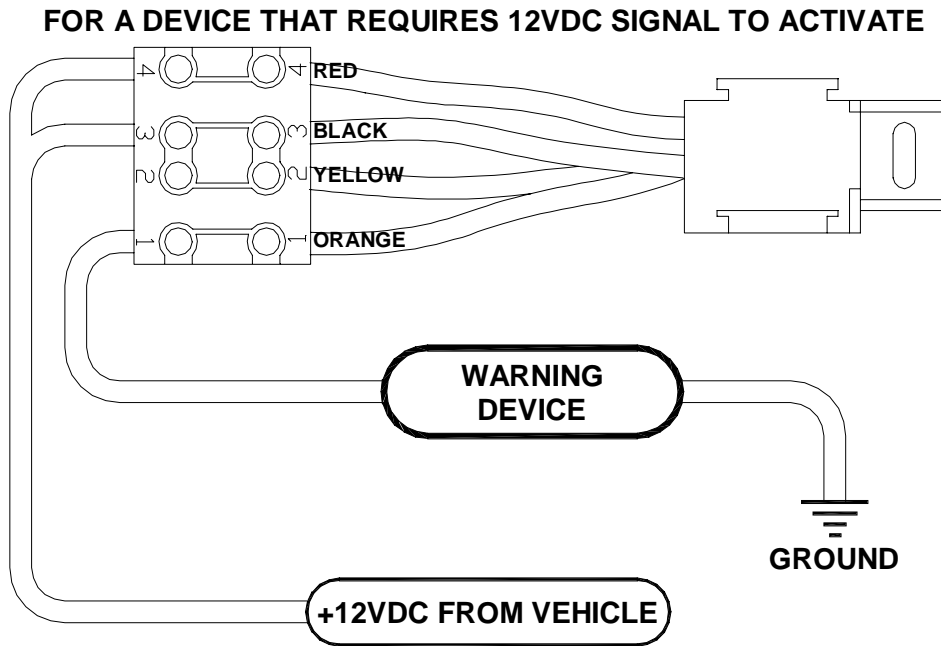 FOR A DEVICE THAT REQUIRES 12VDC SIGNAL TO ACTIVATE
4 4 RED
3 3 BLACK
2 2 YELLOW
1 1 ORANGE
WARNING
DEVICE
GROUND
+12VDC FROM VEHICLE